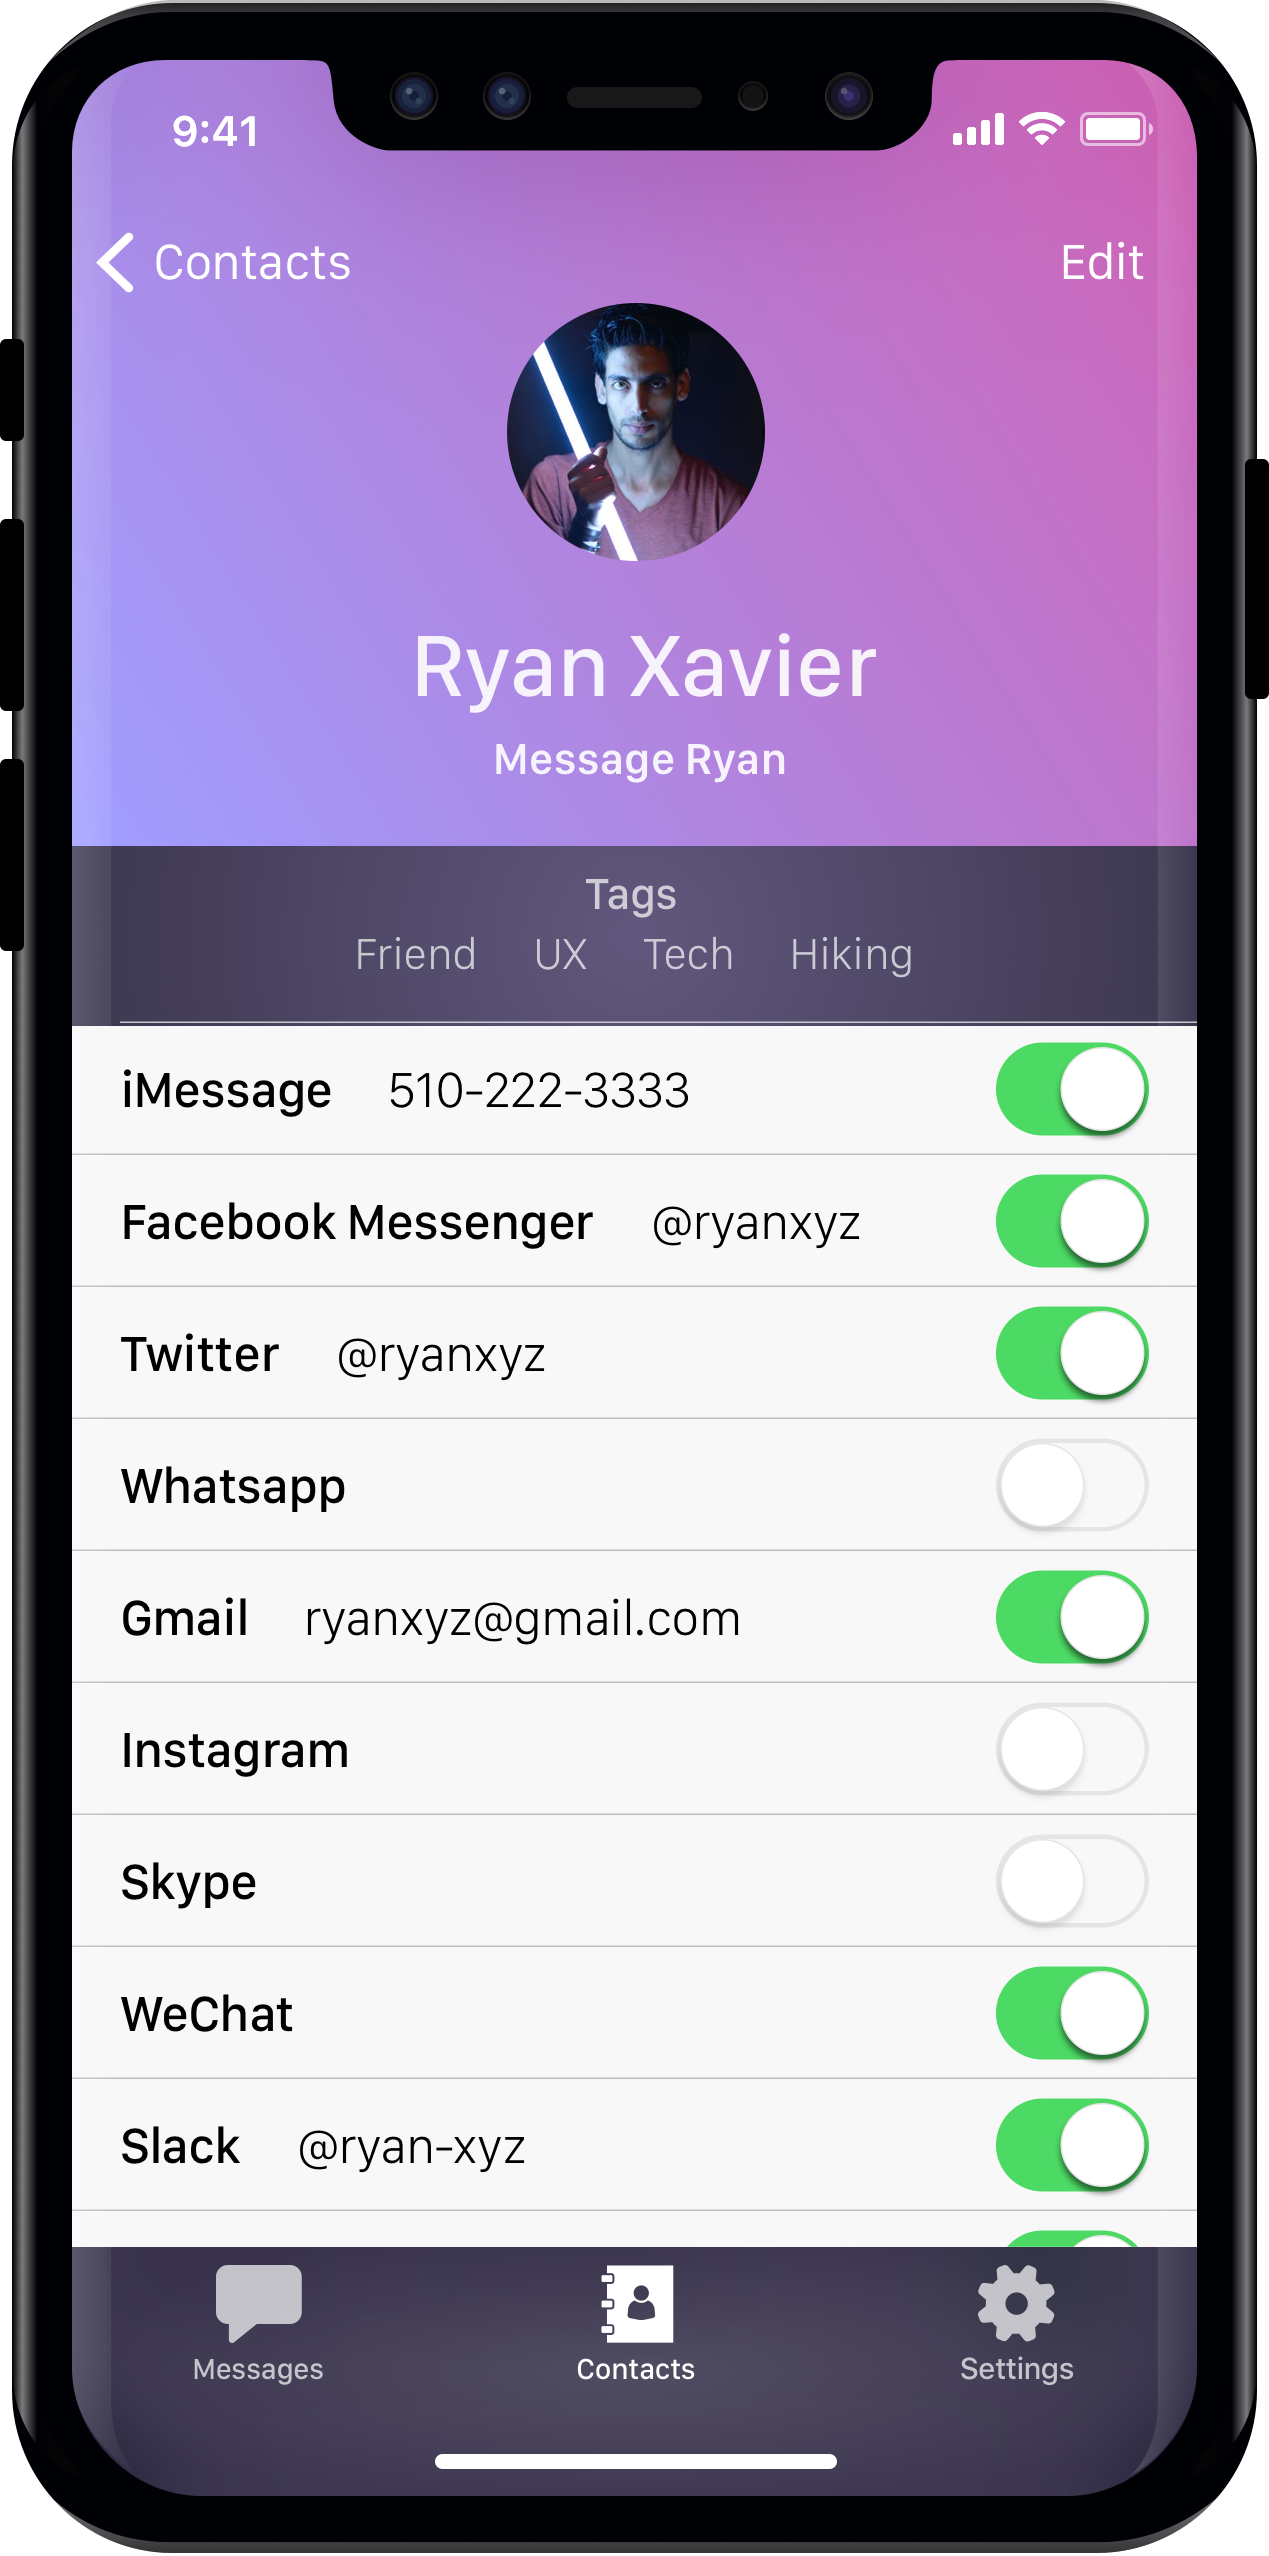 9:41
Contacts Edit
Ryan Xavier
Message Ryan
Tags
Friend UX Tech Hiking
iMessage 510-222-3333
Facebook Messenger @ryanxyz
Twitter @ryanxyz
Whatsapp
Gmail ryanxyz@gmail.com
Instagram
Skype
WeChat
Slack @ryan-xyz
Messages Contacts Settings